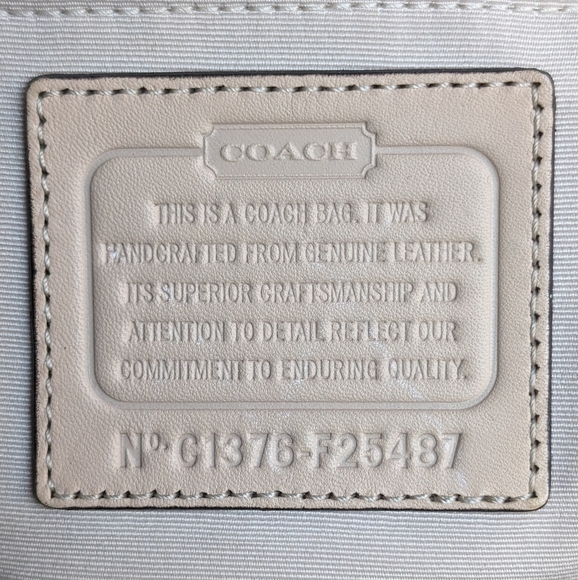 COACH
THIS IS A COACH BAG. IT WAS
HANDCRAFTED FROM GENUINE LEATHER.
ITS SUPERIOR CRAFTSMANSHIP AND
ATTENTION TO DETAIL REFLECT OUR
COMMITMENT TO ENDURING QUALITY.
Nº. C1376-F25487